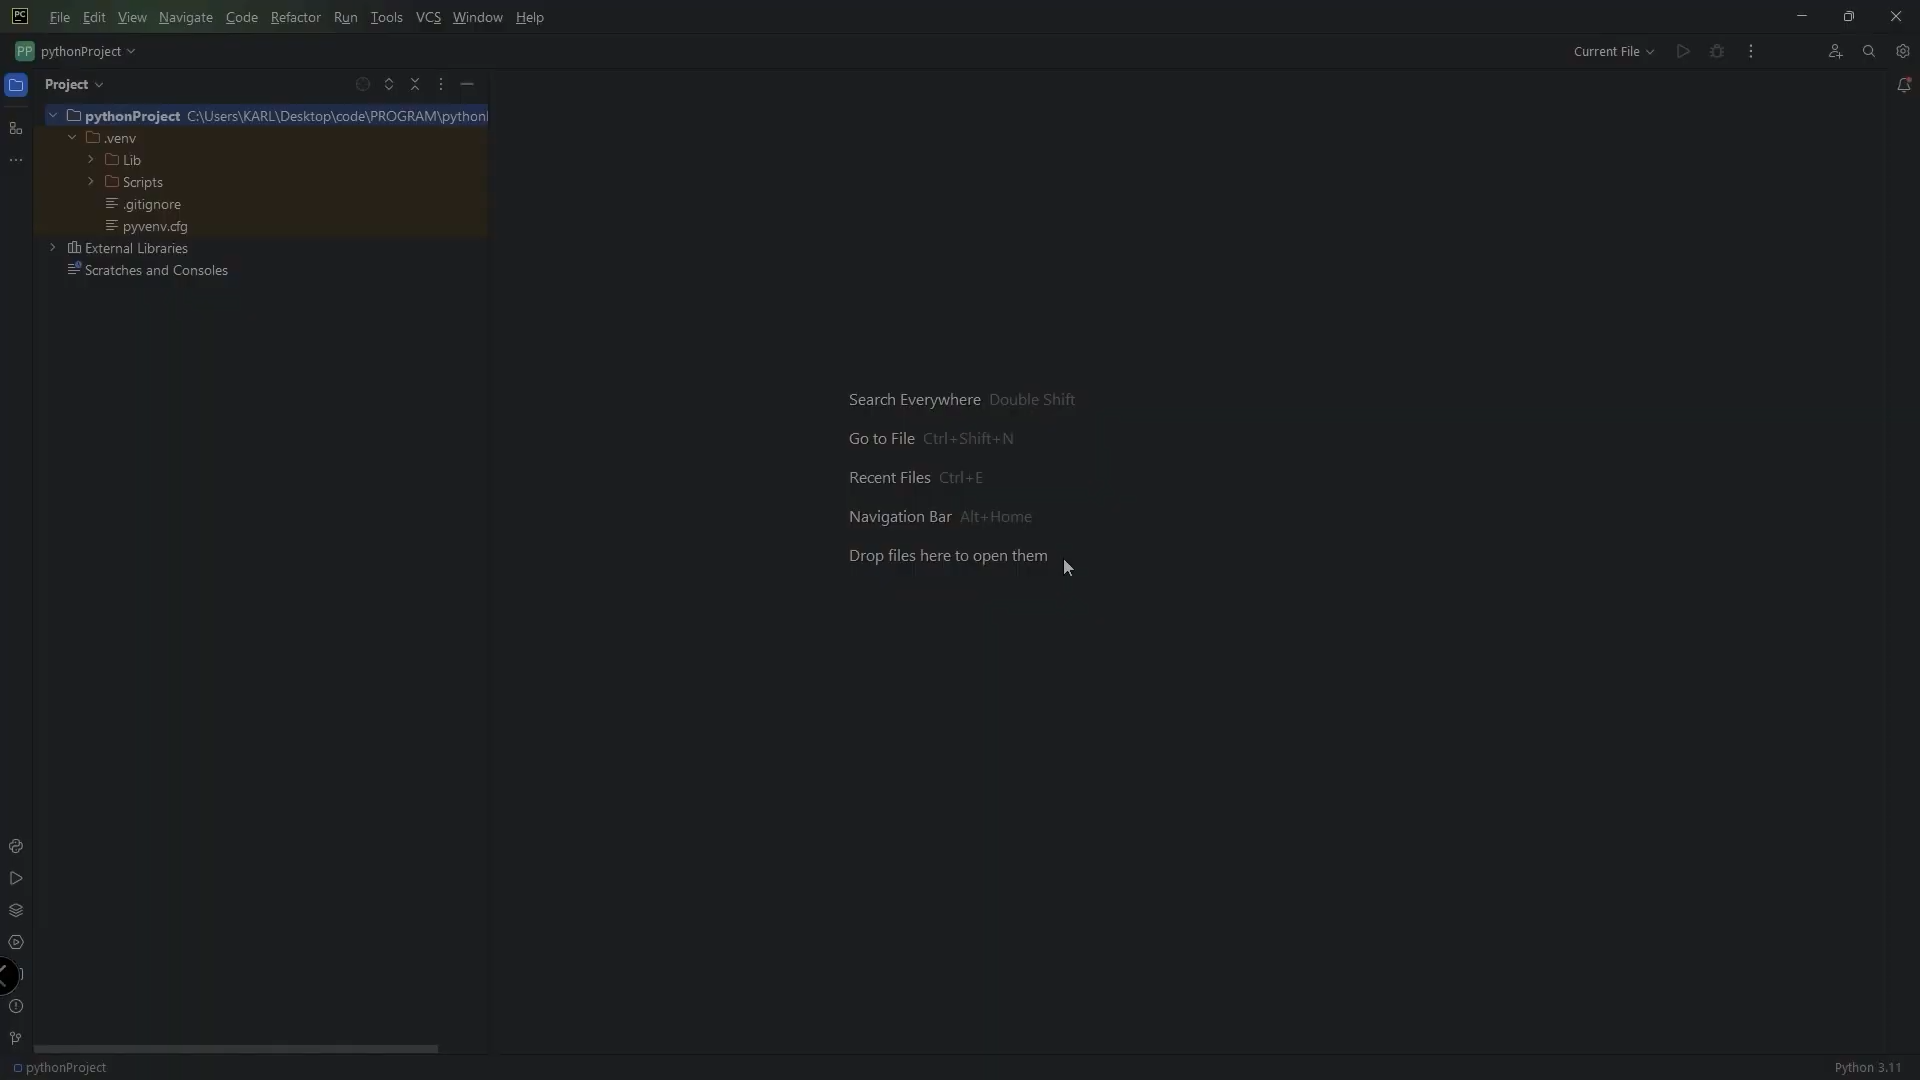 PC File Edit View Navigate Code Refactor Run Tools VCS Window Help
PP pythonProject Current File
Project
pythonProject C:\Users\KARL\Desktop\code\PROGRAM\python
.venv
Lib
Scripts
.gitignore
pyvenv.cfg
External Libraries
Scratches and Consoles
Search Everywhere Double Shift
Go to File Ctrl+Shift+N
Recent Files Ctrl+E
Navigation Bar Alt+Home
Drop files here to open them
pythonProject Python 3.11